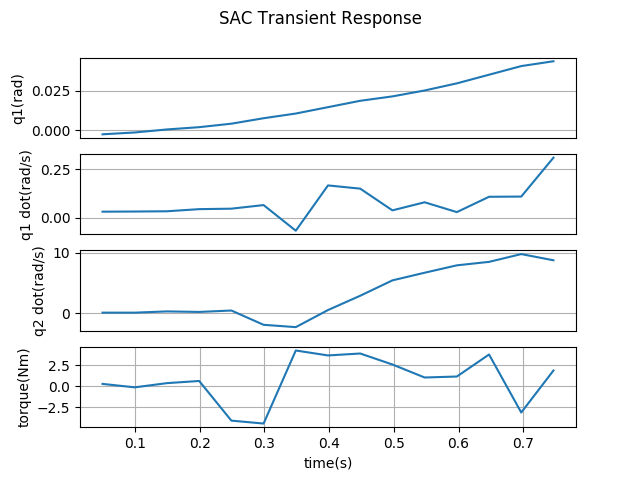 SAC Transient Response
q1(rad)
0.025
0.000
q1 dot(rad/s)
0.25
0.00
q2 dot(rad/s)
10
0
torque(Nm)
2.5
0.0
−2.5
0.1 0.2 0.3 0.4 0.5 0.6 0.7
time(s)